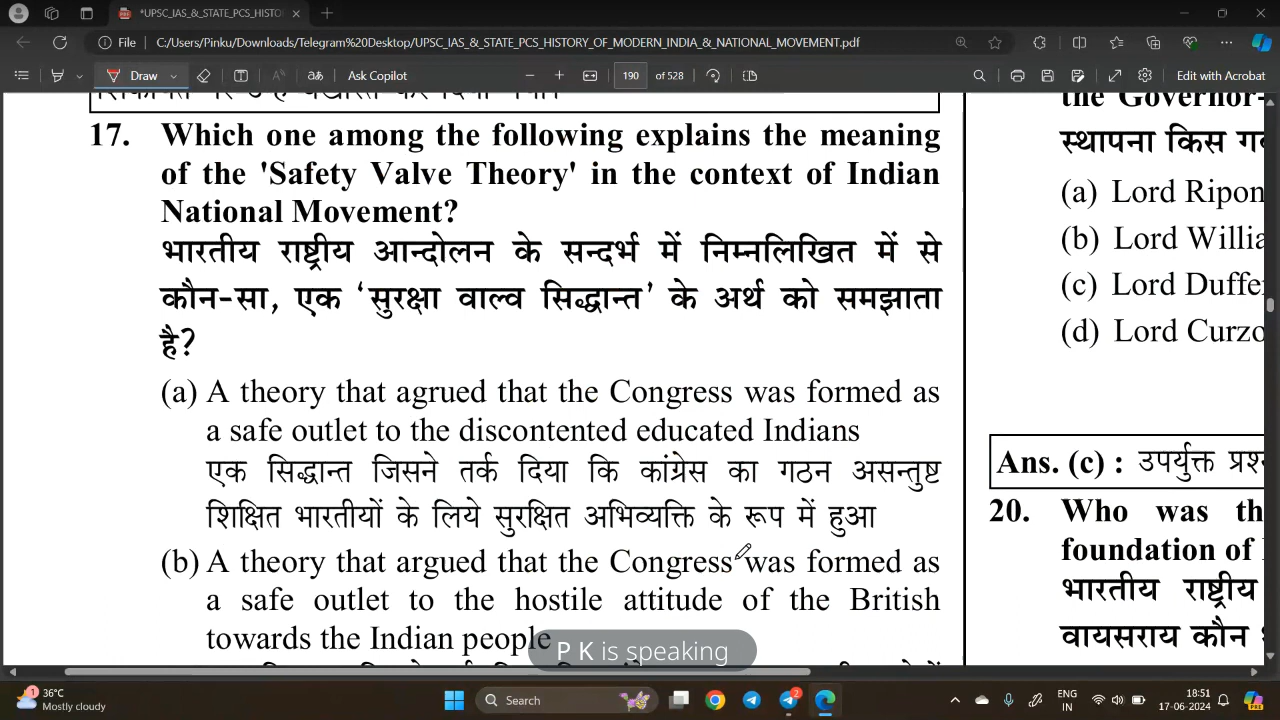 *UPSC_IAS_&_STATE_PCS_HISTO
File C:/Users/Pinku/Downloads/Telegram%20Desktop/UPSC_IAS_&_STATE_PCS_HISTORY_OF_MODERN_INDIA_&_NATIONAL_MOVEMENT.pdf
Draw Ask Copilot 190 of 528 Edit with Acrobat
17. Which one among the following explains the meaning
of the 'Safety Valve Theory' in the context of Indian
National Movement?
भारतीय राष्ट्रीय आन्दोलन के सन्दर्भ में निम्नलिखित में से
कौन-सा, एक ‘सुरक्षा वाल्व सिद्धान्त’ के अर्थ को समझाता
है?
(a) A theory that agrued that the Congress was formed as
a safe outlet to the discontented educated Indians
एक सिद्धान्त जिसने तर्क दिया कि कांग्रेस का गठन असन्तुष्ट
शिक्षित भारतीयों के लिये सुरक्षित अभिव्यक्ति के रूप में हुआ
(b) A theory that argued that the Congress was formed as
a safe outlet to the hostile attitude of the British
towards the Indian people
the Governor-
स्थापना किस
(a) Lord Ripon
(b) Lord Willia
(c) Lord Duffe
(d) Lord Curzo
Ans. (c) : उपर्युक्त
20. Who was th
foundation of
भारतीय राष्ट्रीय
वायसराय कौन
P K is speaking
1 36°C
Mostly cloudy
Search
2
ENG
IN
18:51
17-06-2024